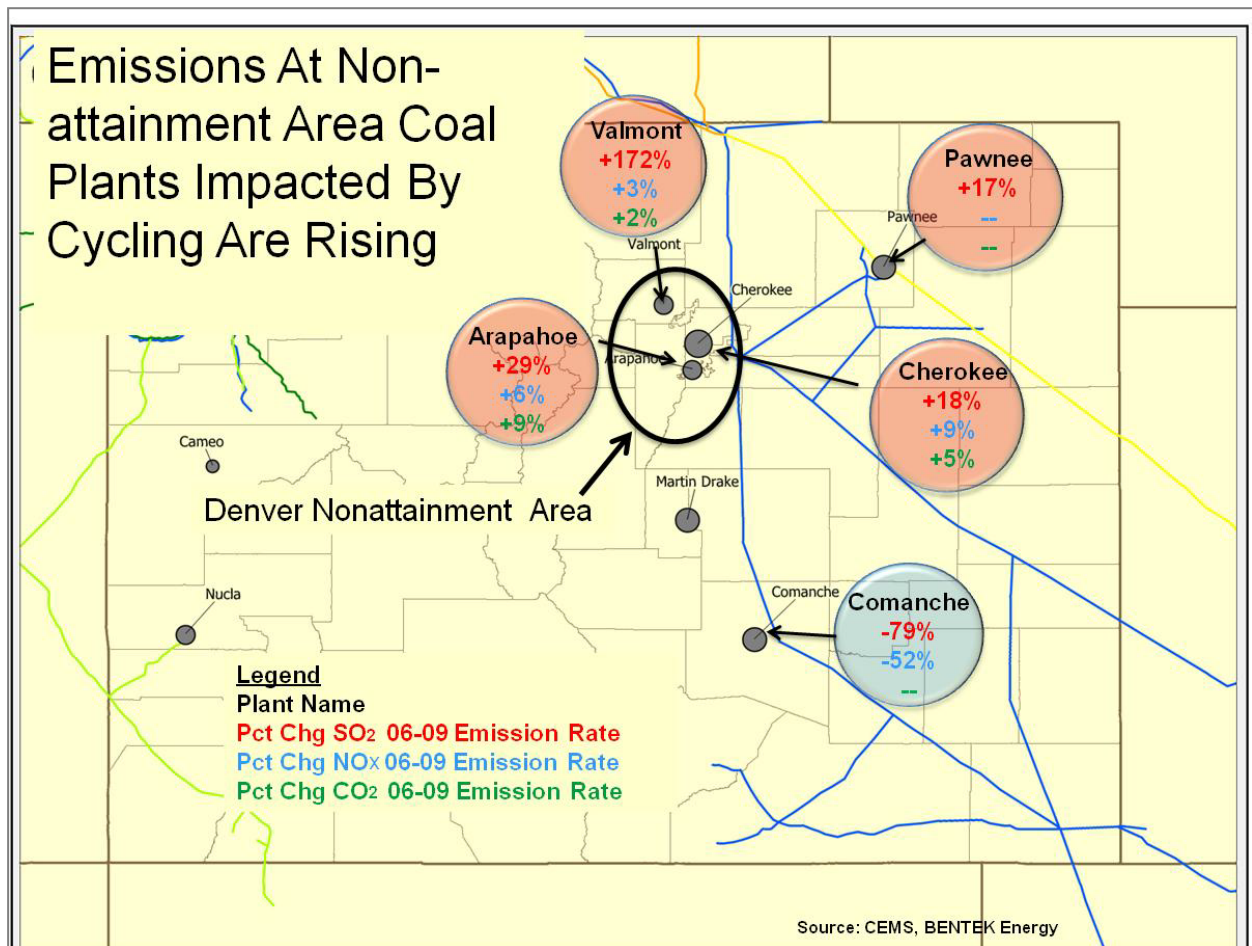 Emissions At Non-
attainment Area Coal
Plants Impacted By
Cycling Are Rising
Valmont
+172%
+3%
+2%
Valmont
Pawnee
+17%
--
--
Pawnee
Cherokee
Arapahoe
+29%
+6%
+9%
Arapahoe
Cherokee
+18%
+9%
+5%
Cameo
Denver Nonattainment Area
Martin Drake
Nucla
Comanche
Comanche
-79%
-52%
--
Legend
Plant Name
Pct Chg SO2 06-09 Emission Rate
Pct Chg NOX 06-09 Emission Rate
Pct Chg CO2 06-09 Emission Rate
Source: CEMS, BENTEK Energy